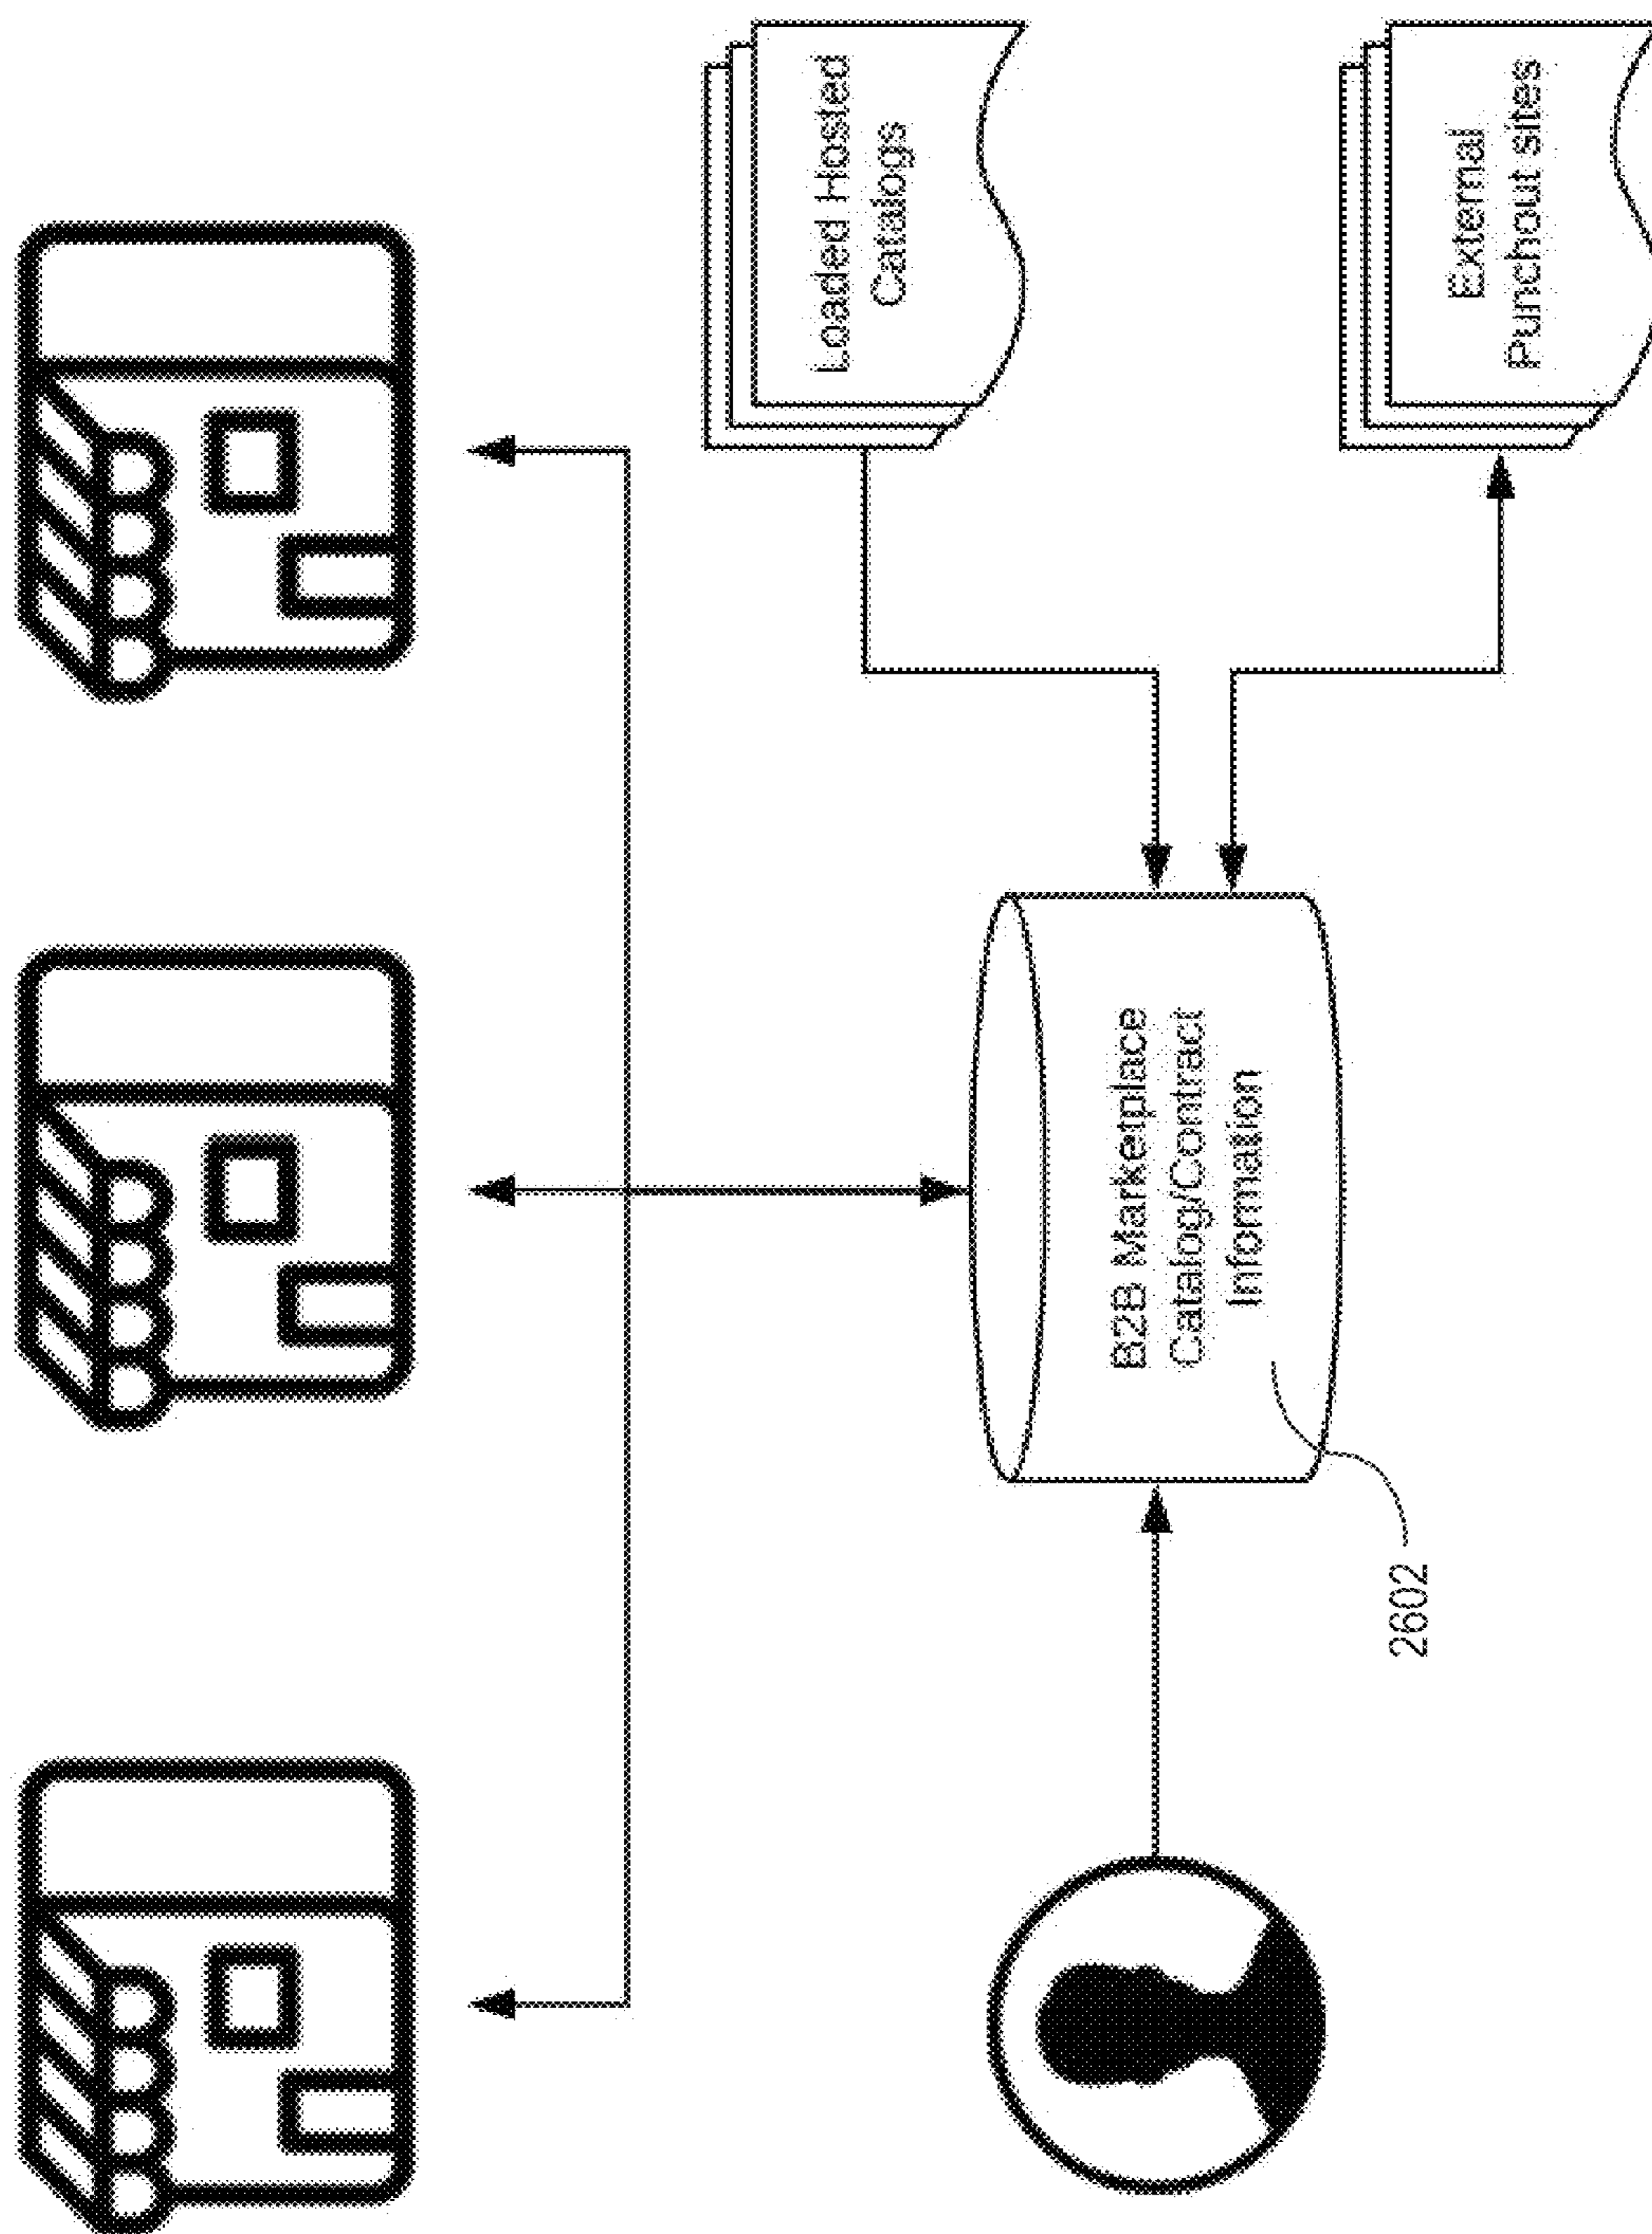 Loaded Hosted
Catalogs
External
Punchout sites
B2B Marketplace
Catalog/Contract
Information
2602